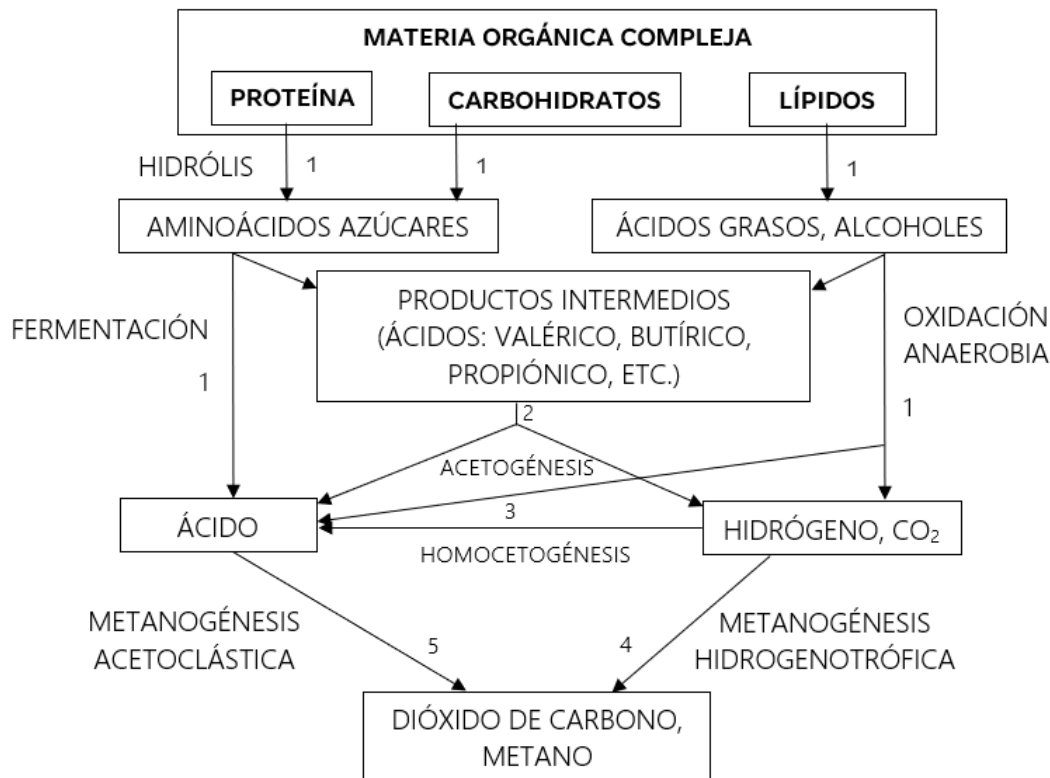 MATERIA ORGÁNICA COMPLEJA
PROTEÍNA
CARBOHIDRATOS
LÍPIDOS
HIDRÓLIS
1
1
1
AMINOÁCIDOS AZÚCARES
ÁCIDOS GRASOS, ALCOHOLES
FERMENTACIÓN
1
PRODUCTOS INTERMEDIOS
(ÁCIDOS: VALÉRICO, BUTÍRICO,
PROPIÓNICO, ETC.)
OXIDACIÓN
ANAEROBIA
1
2
ACETOGÉNESIS
3
ÁCIDO
HOMOCETOGÉNESIS
HIDRÓGENO, CO₂
METANOGÉNESIS
ACETOCLÁSTICA
5
4
METANOGÉNESIS
HIDROGENOTRÓFICA
DIÓXIDO DE CARBONO,
METANO